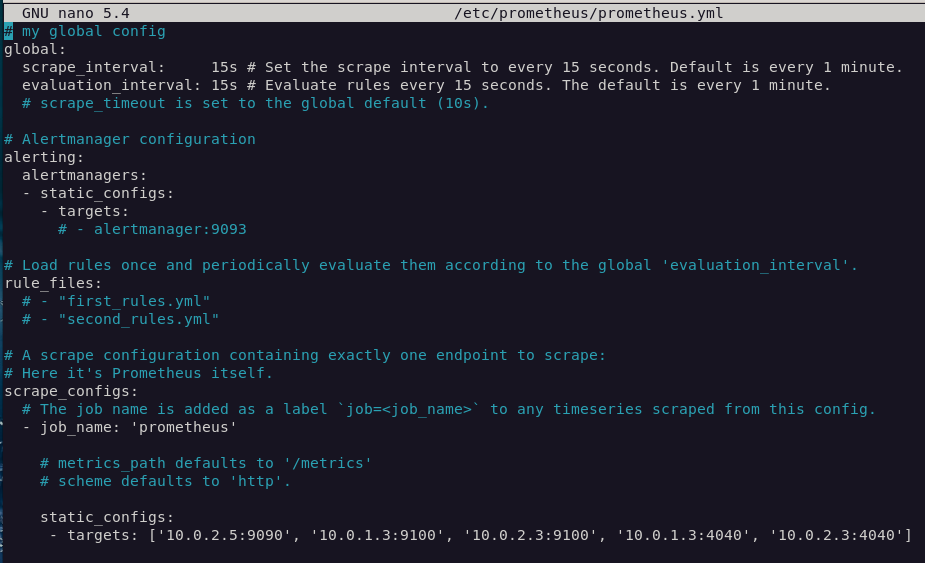 GNU nano 5.4 /etc/prometheus/prometheus.yml
# my global config
global:
  scrape_interval:     15s # Set the scrape interval to every 15 seconds. Default is every 1 minute.
  evaluation_interval: 15s # Evaluate rules every 15 seconds. The default is every 1 minute.
  # scrape_timeout is set to the global default (10s).

# Alertmanager configuration
alerting:
  alertmanagers:
  - static_configs:
    - targets:
      # - alertmanager:9093

# Load rules once and periodically evaluate them according to the global 'evaluation_interval'.
rule_files:
  # - "first_rules.yml"
  # - "second_rules.yml"

# A scrape configuration containing exactly one endpoint to scrape:
# Here it's Prometheus itself.
scrape_configs:
  # The job name is added as a label `job=<job_name>` to any timeseries scraped from this config.
  - job_name: 'prometheus'

    # metrics_path defaults to '/metrics'
    # scheme defaults to 'http'.

    static_configs:
     - targets: ['10.0.2.5:9090', '10.0.1.3:9100', '10.0.2.3:9100', '10.0.1.3:4040', '10.0.2.3:4040']